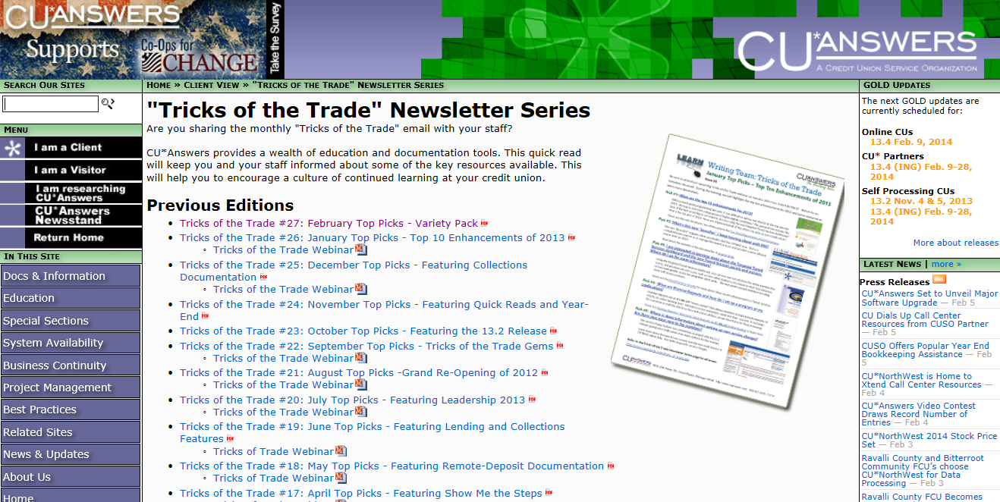 CU*ANSWERS
Supports
Co-Ops for
CHANGE
Take the Survey
CU*ANSWERS
A CREDIT UNION SERVICE ORGANIZATION
SEARCH OUR SITES
MENU
I am a Client
I am a Visitor
I am researching
CU*Answers
CU*Answers
Newsstand
Return Home
IN THIS SITE
Docs & Information
Education
Special Sections
System Availability
Business Continuity
Project Management
Best Practices
Related Sites
News & Updates
About Us
Home
HOME » CLIENT VIEW » "TRICKS OF THE TRADE" NEWSLETTER SERIES
"Tricks of the Trade" Newsletter Series
Are you sharing the monthly "Tricks of the Trade" email with your staff?
CU*Answers provides a wealth of education and documentation tools. This quick read
will keep you and your staff informed about some of the key resources available. This
will help you to encourage a culture of continued learning at your credit union.
Previous Editions
• Tricks of the Trade #27: February Top Picks - Variety Pack
• Tricks of the Trade #26: January Top Picks - Top 10 Enhancements of 2013
◦ Tricks of the Trade Webinar
• Tricks of the Trade #25: December Top Picks - Featuring Collections
Documentation
◦ Tricks of the Trade Webinar
• Tricks of the Trade #24: November Top Picks - Featuring Quick Reads and Year-
End
• Tricks of the Trade #23: October Top Picks - Featuring the 13.2 Release
• Tricks of the Trade #22: September Top Picks - Tricks of the Trade Gems
◦ Tricks of the Trade Webinar
• Tricks of the Trade #21: August Top Picks -Grand Re-Opening of 2012
◦ Tricks of the Trade Webinar
• Tricks of the Trade #20: July Top Picks - Featuring Leadership 2013
◦ Tricks of the Trade Webinar
• Tricks of the Trade #19: June Top Picks - Featuring Lending and Collections
Features
◦ Tricks of Trade Webinar
• Tricks of the Trade #18: May Top Picks - Featuring Remote-Deposit Documentation
◦ Tricks of Trade Webinar
• Tricks of the Trade #17: April Top Picks - Featuring Show Me the Steps
LEARN
Writing Team: Tricks of the Trade
January Top Picks – Top Ten Enhancements of 2013
CU*ANSWERS
CU*ANSWERS
GOLD UPDATES
The next GOLD updates are
currently scheduled for:
Online CUs
13.4 Feb. 9, 2014
CU* Partners
13.4 (ING) Feb. 9-28,
2014
Self Processing CUs
13.2 Nov. 4 & 5, 2013
13.4 (ING) Feb. 9-28,
2014
More about releases
LATEST NEWS | more »
Press Releases RSS
CU*Answers Set to Unveil Major
Software Upgrade — Feb 5
CU Dials Up Call Center
Resources from CUSO Partner
— Feb 5
CUSO Offers Popular Year End
Bookkeeping Assistance — Feb
5
CU*NorthWest is Home to
Xtend Call Center Resources —
Feb 4
CU*Answers Video Contest
Draws Record Number of
Entries — Feb 4
CU*NorthWest 2014 Stock Price
Set — Feb 3
Ravalli County and Bitterroot
Community FCU's choose
CU*NorthWest for Data
Processing — Feb 3
Ravalli County FCU Becomes